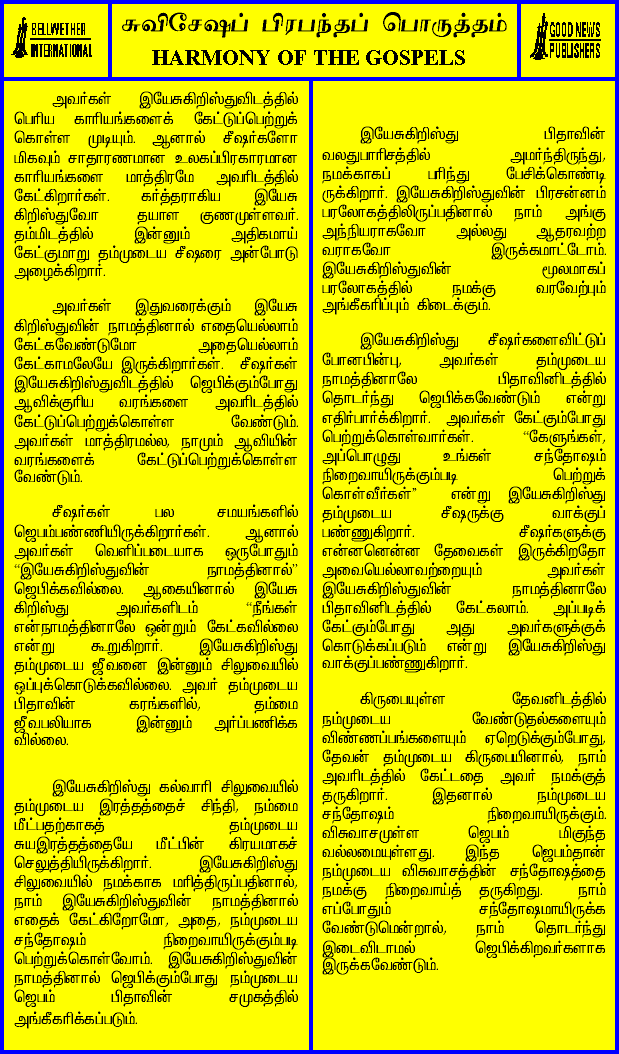 BELLWETHER
INTERNATIONAL
சுவிசேஷப் பிரபந்தப் பொருத்தம்
HARMONY OF THE GOSPELS
GOOD NEWS
PUBLISHERS
அவர்கள் இயேசுகிறிஸ்துவிடத்தில்
பெரிய காரியங்களைக் கேட்டுப்பெற்றுக்
கொள்ள முடியும். ஆனால் சீஷர்களோ
மிகவும் சாதாரணமான உலகப்பிரகாரமான
காரியங்களை மாத்திரமே அவரிடத்தில்
கேட்கிறார்கள். கர்த்தராகிய இயேசு
கிறிஸ்துவோ தயாள குணமுள்ளவர்.
தம்மிடத்தில் இன்னும் அதிகமாய்
கேட்குமாறு தம்முடைய சீஷரை அன்போடு
அழைக்கிறார்.
அவர்கள் இதுவரைக்கும் இயேசு
கிறிஸ்துவின் நாமத்தினால் எதையெல்லாம்
கேட்கவேண்டுமோ அதையெல்லாம்
கேட்காமலேயே இருக்கிறார்கள். சீஷர்கள்
இயேசுகிறிஸ்துவிடத்தில் ஜெபிக்கும்போது
ஆவிக்குரிய வரங்களை அவரிடத்தில்
கேட்டுப்பெற்றுக்கொள்ள வேண்டும்.
அவர்கள் மாத்திரமல்ல, நாமும் ஆவியின்
வரங்களைக் கேட்டுப்பெற்றுக்கொள்ள
வேண்டும்.
சீஷர்கள் பல சமயங்களில்
ஜெபம்பண்ணியிருக்கிறார்கள். ஆனால்
அவர்கள் வெளிப்படையாக ஒருபோதும்
“இயேசுகிறிஸ்துவின் நாமத்தினால்”
ஜெபிக்கவில்லை. ஆகையினால் இயேசு
கிறிஸ்து அவர்களிடம் “நீங்கள்
என்நாமத்தினாலே ஒன்றும் கேட்கவில்லை
என்று கூறுகிறார். இயேசுகிறிஸ்து
தம்முடைய ஜீவனை இன்னும் சிலுவையில்
ஒப்புக்கொடுக்கவில்லை. அவர் தம்முடைய
பிதாவின் கரங்களில், தம்மை
ஜீவபலியாக இன்னும் அர்ப்பணிக்க
வில்லை.
இயேசுகிறிஸ்து கல்வாரி சிலுவையில்
தம்முடைய இரத்தத்தைச் சிந்தி, நம்மை
மீட்பதற்காகத் தம்முடைய
சுயஇரத்தத்தையே மீட்பின் கிரயமாகச்
செலுத்தியிருக்கிறார். இயேசுகிறிஸ்து
சிலுவையில் நமக்காக மரித்திருப்பதினால்,
நாம் இயேசுகிறிஸ்துவின் நாமத்தினால்
எதைக் கேட்கிறோமோ, அதை, நம்முடைய
சந்தோஷம் நிறைவாயிருக்கும்படி
பெற்றுக்கொள்வோம். இயேசுகிறிஸ்துவின்
நாமத்தினால் ஜெபிக்கும்போது நம்முடைய
ஜெபம் பிதாவின் சமுகத்தில்
அங்கீகரிக்கப்படும்.
இயேசுகிறிஸ்து பிதாவின்
வலதுபாரிசத்தில் அமர்ந்திருந்து,
நமக்காகப் பரிந்து பேசிக்கொண்டி
ருக்கிறார். இயேசுகிறிஸ்துவின் பிரசன்னம்
பரலோகத்திலிருப்பதினால் நாம் அங்கு
அந்நியராகவோ அல்லது ஆதரவற்ற
வராகவோ இருக்கமாட்டோம்.
இயேசுகிறிஸ்துவின் மூலமாகப்
பரலோகத்தில் நமக்கு வரவேற்பும்
அங்கீகரிப்பும் கிடைக்கும்.
இயேசுகிறிஸ்து சீஷர்களைவிட்டுப்
போனபின்பு, அவர்கள் தம்முடைய
நாமத்தினாலே பிதாவினிடத்தில்
தொடர்ந்து ஜெபிக்கவேண்டும் என்று
எதிர்பார்க்கிறார். அவர்கள் கேட்கும்போது
பெற்றுக்கொள்வார்கள். “கேளுங்கள்,
அப்பொழுது உங்கள் சந்தோஷம்
நிறைவாயிருக்கும்படி பெற்றுக்
கொள்வீர்கள்” என்று இயேசுகிறிஸ்து
தம்முடைய சீஷருக்கு வாக்குப்
பண்ணுகிறார். சீஷர்களுக்கு
என்னனென்ன தேவைகள் இருக்கிறதோ
அவையெல்லாவற்றையும் அவர்கள்
இயேசுகிறிஸ்துவின் நாமத்தினாலே
பிதாவினிடத்தில் கேட்கலாம். அப்படிக்
கேட்கும்போது அது அவர்களுக்குக்
கொடுக்கப்படும் என்று இயேசுகிறிஸ்து
வாக்குப்பண்ணுகிறார்.
கிருபையுள்ள தேவனிடத்தில்
நம்முடைய வேண்டுதல்களையும்
விண்ணப்பங்களையும் ஏறெடுக்கும்போது,
தேவன் தம்முடைய கிருபையினால், நாம்
அவரிடத்தில் கேட்டதை அவர் நமக்குத்
தருகிறார். இதனால் நம்முடைய
சந்தோஷம் நிறைவாயிருக்கும்.
விசுவாசமுள்ள ஜெபம் மிகுந்த
வல்லமையுள்ளது. இந்த ஜெபம்தான்
நம்முடைய விசுவாசத்தின் சந்தோஷத்தை
நமக்கு நிறைவாய்த் தருகிறது. நாம்
எப்போதும் சந்தோஷமாயிருக்க
வேண்டுமென்றால், நாம் தொடர்ந்து
இடைவிடாமல் ஜெபிக்கிறவர்களாக
இருக்கவேண்டும்.